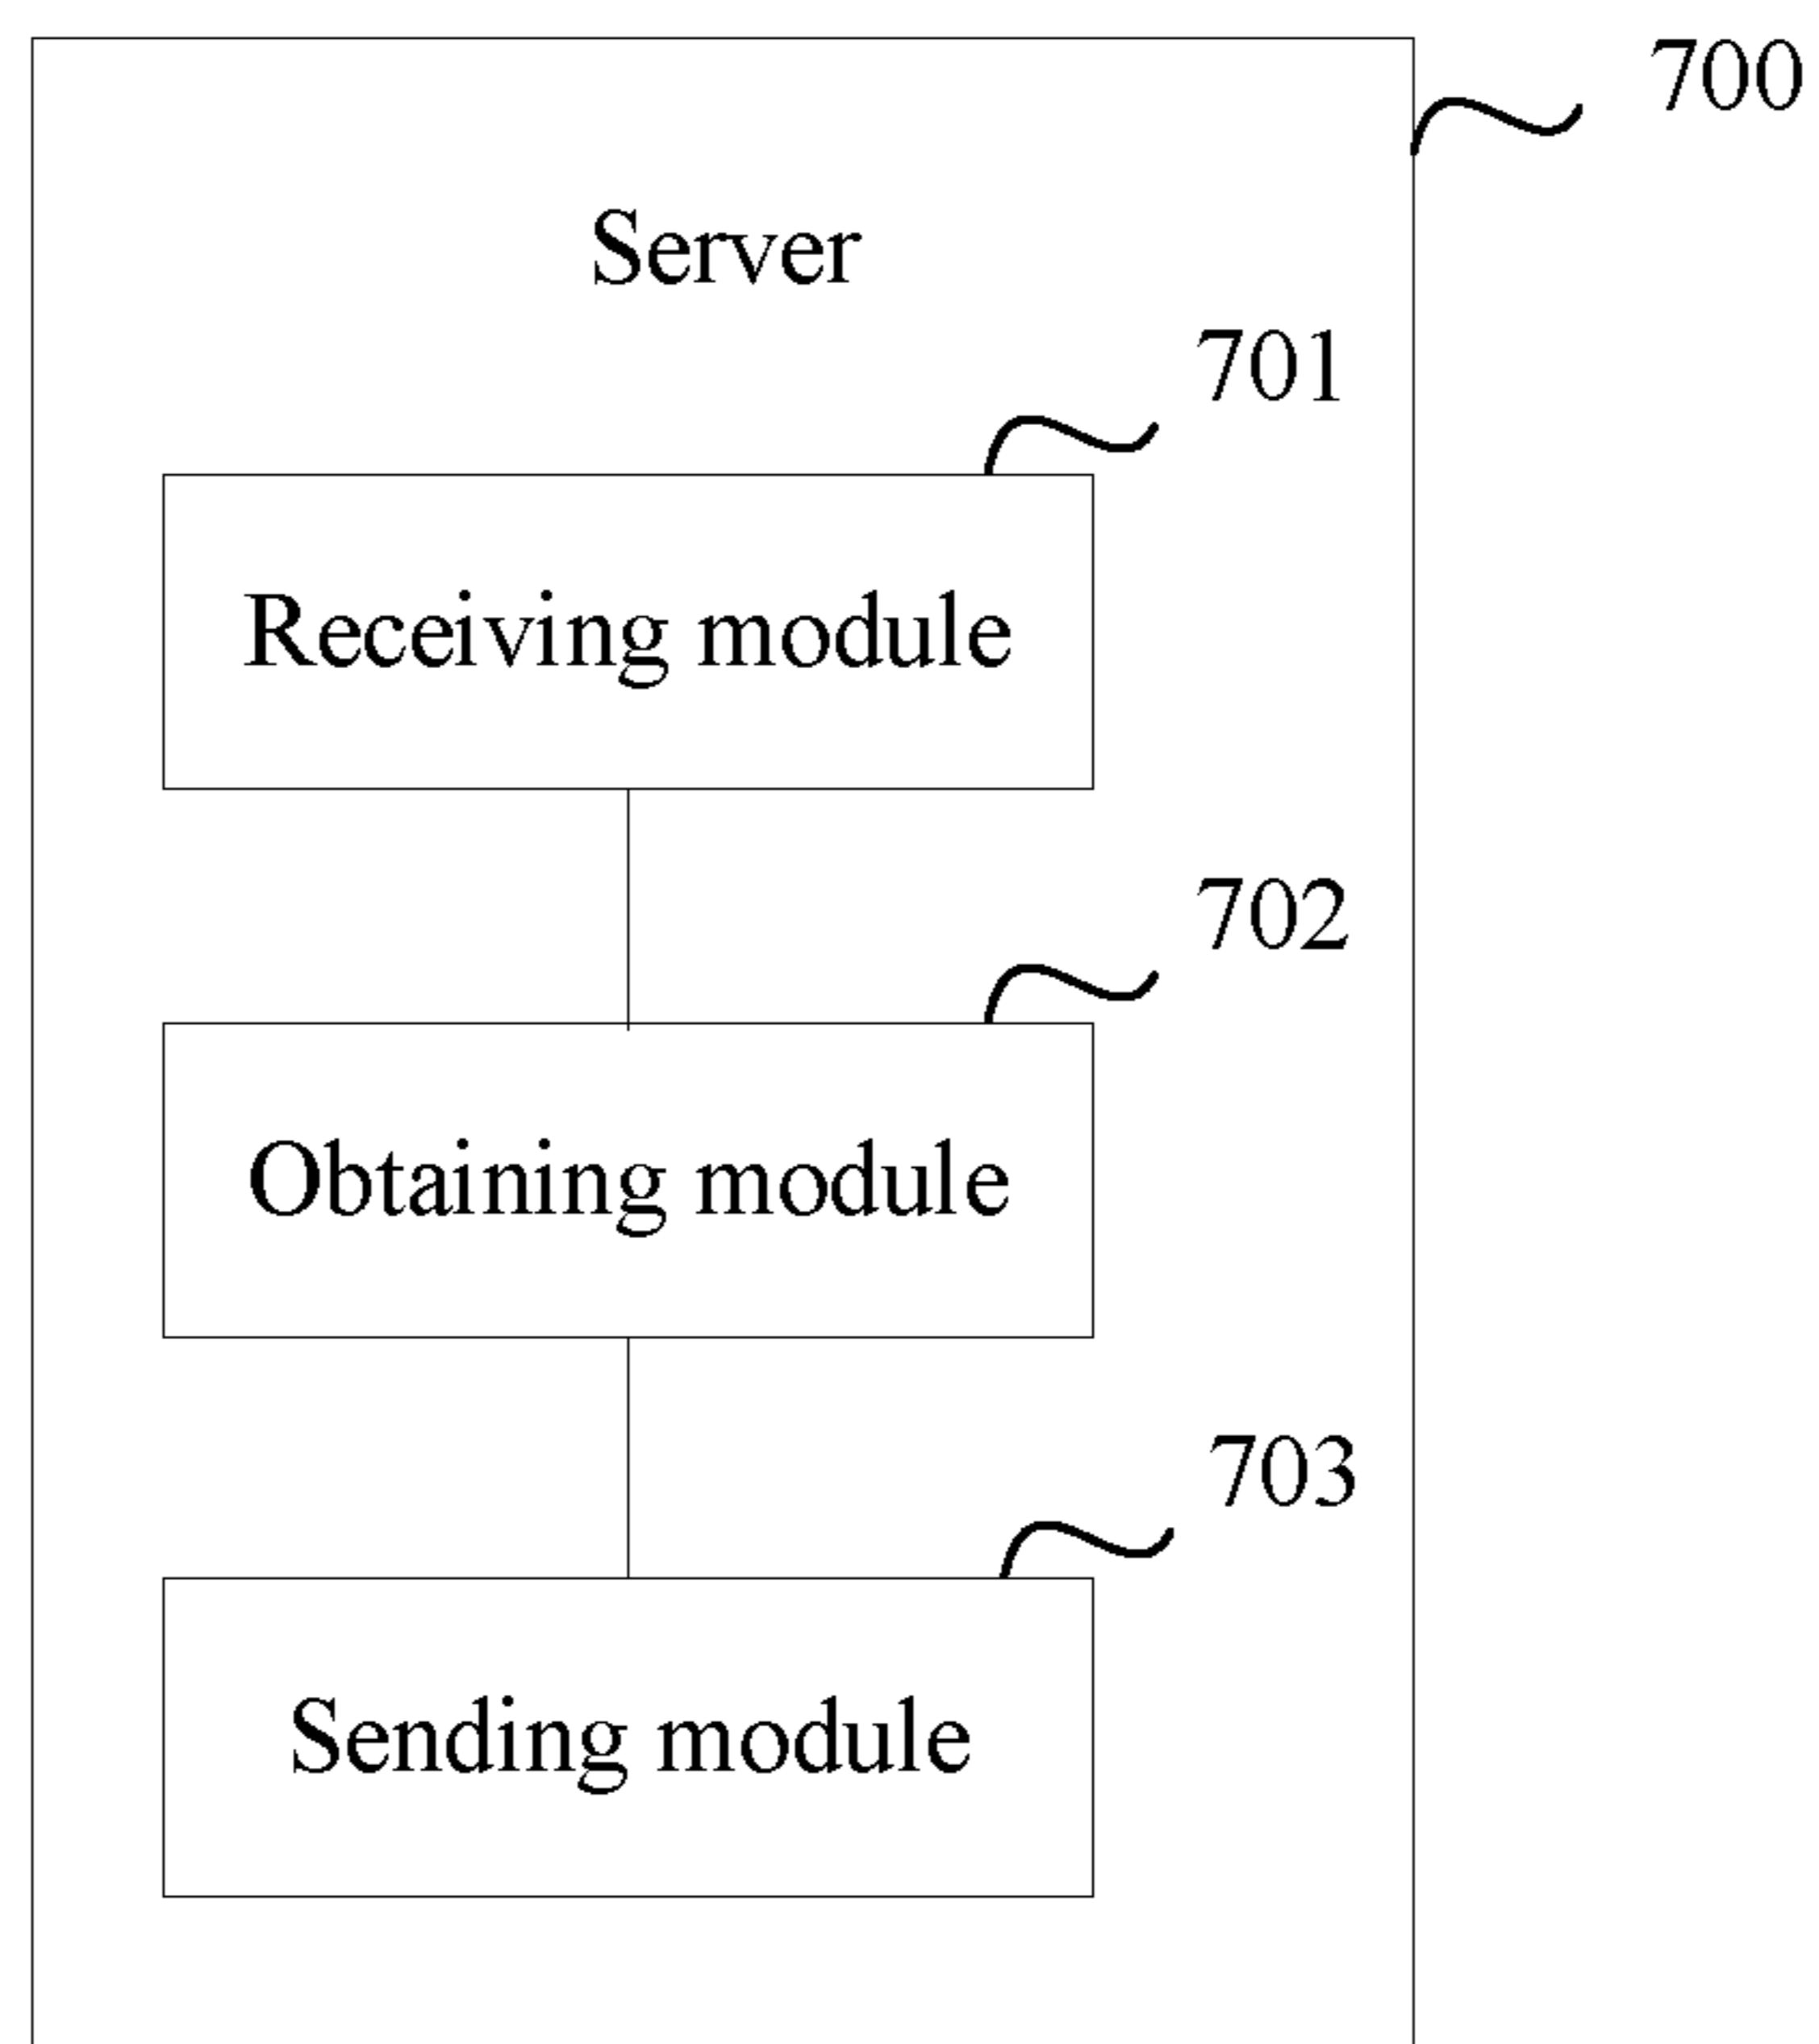 700
Server
701
Receiving module
702
Obtaining module
703
Sending module